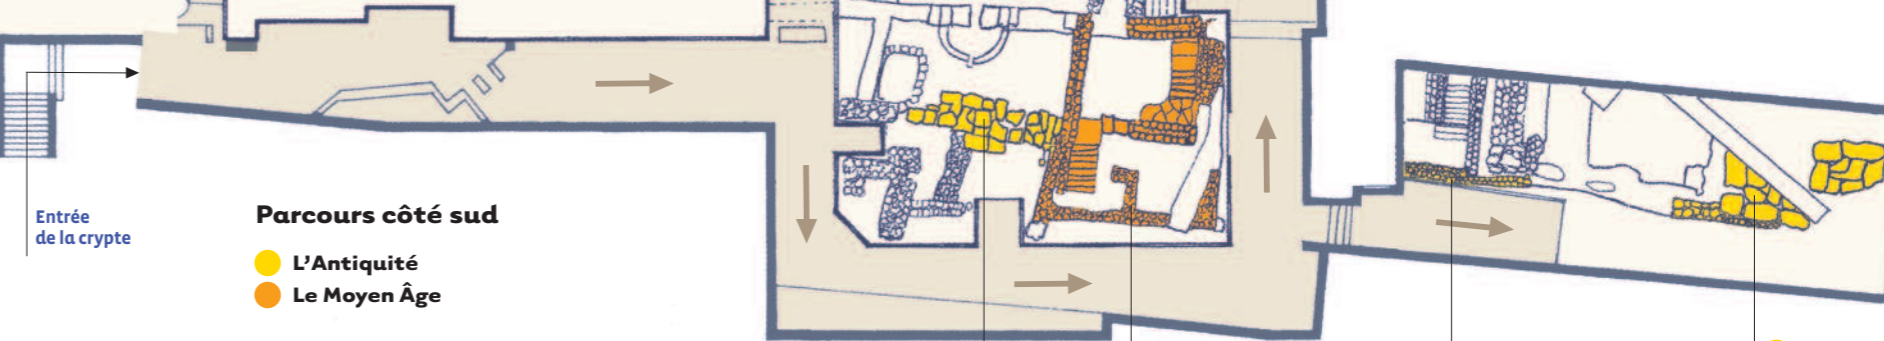 Entrée
de la crypte
Parcours côté sud
L'Antiquité
Le Moyen Âge